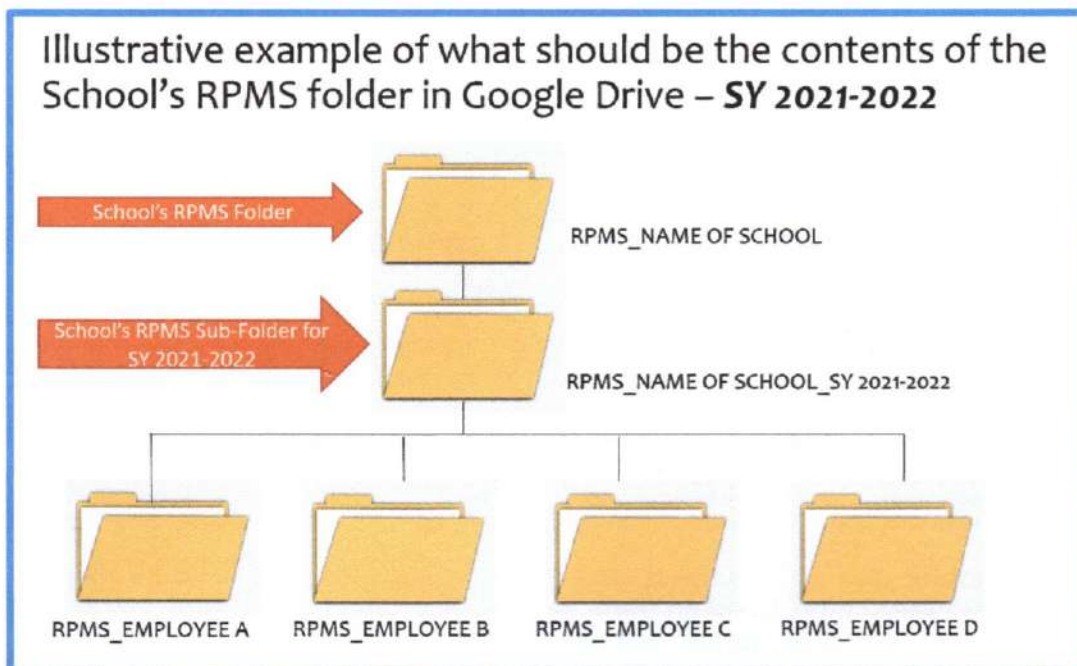 Illustrative example of what should be the contents of the
School's RPMS folder in Google Drive – SY 2021-2022
School's RPMS Folder
RPMS_NAME OF SCHOOL
School's RPMS Sub-Folder for
SY 2021-2022
RPMS_NAME OF SCHOOL_SY 2021-2022
RPMS_EMPLOYEE A
RPMS_EMPLOYEE B
RPMS_EMPLOYEE C
RPMS_EMPLOYEE D